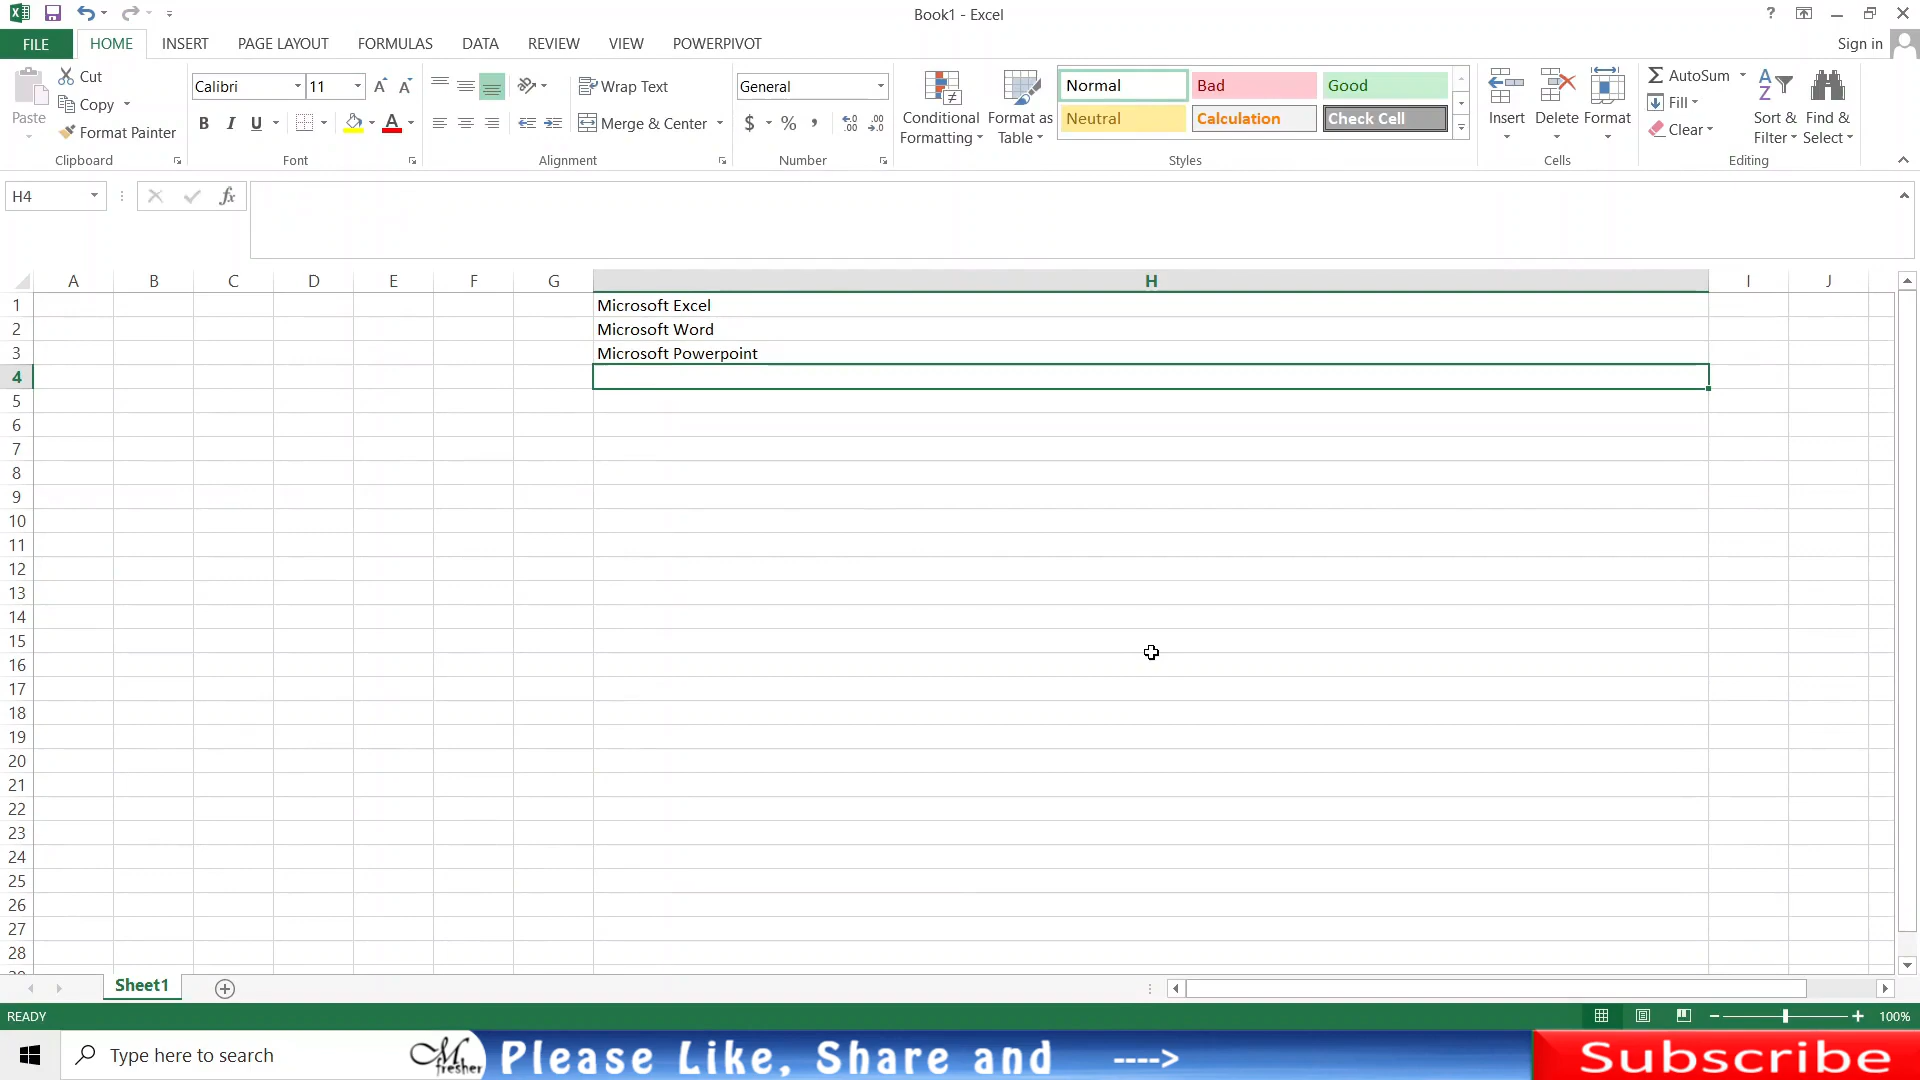 Book1 - Excel
?
FILE HOME INSERT PAGE LAYOUT FORMULAS DATA REVIEW VIEW POWERPIVOT Sign in
Paste
Cut
Copy
Format Painter
Clipboard
Calibri 11
B I U
Font
Wrap Text
Merge & Center
Alignment
General
$ % ,
Number
Conditional Formatting
Format as Table
Normal Bad Good
Neutral Calculation Check Cell
Styles
Insert Delete Format
Cells
AutoSum
Fill
Clear
Sort & Filter
Find & Select
Editing
H4 fx
A B C D E F G H I J
1 Microsoft Excel
2 Microsoft Word
3 Microsoft Powerpoint
4
5
6
7
8
9
10
11
12
13
14
15
16
17
18
19
20
21
22
23
24
25
26
27
28
Sheet1
READY 100%
Type here to search
M fresher
Please Like, Share and ---->
Subscribe